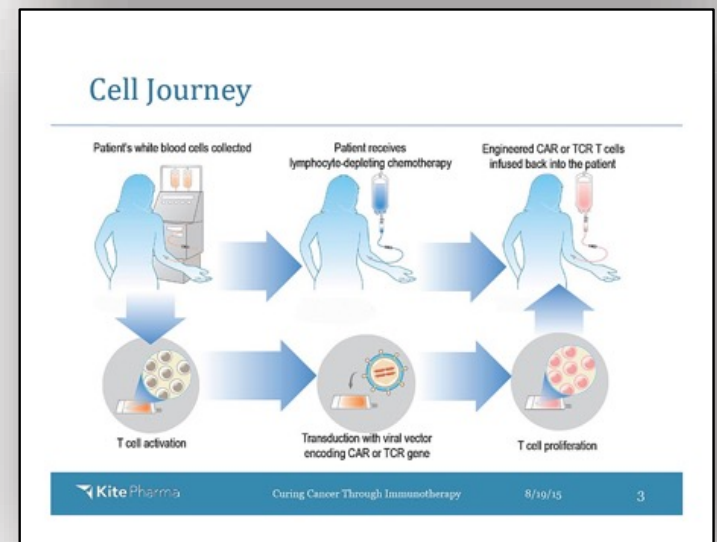 Cell Journey
Patient's white blood cells collected
Patient receives
lymphocyte-depleting chemotherapy
Engineered CAR or TCR T cells
infused back into the patient
T cell activation
Transduction with viral vector
encoding CAR or TCR gene
T cell proliferation
Kite Pharma
Curing Cancer Through Immunotherapy
8/19/15
3